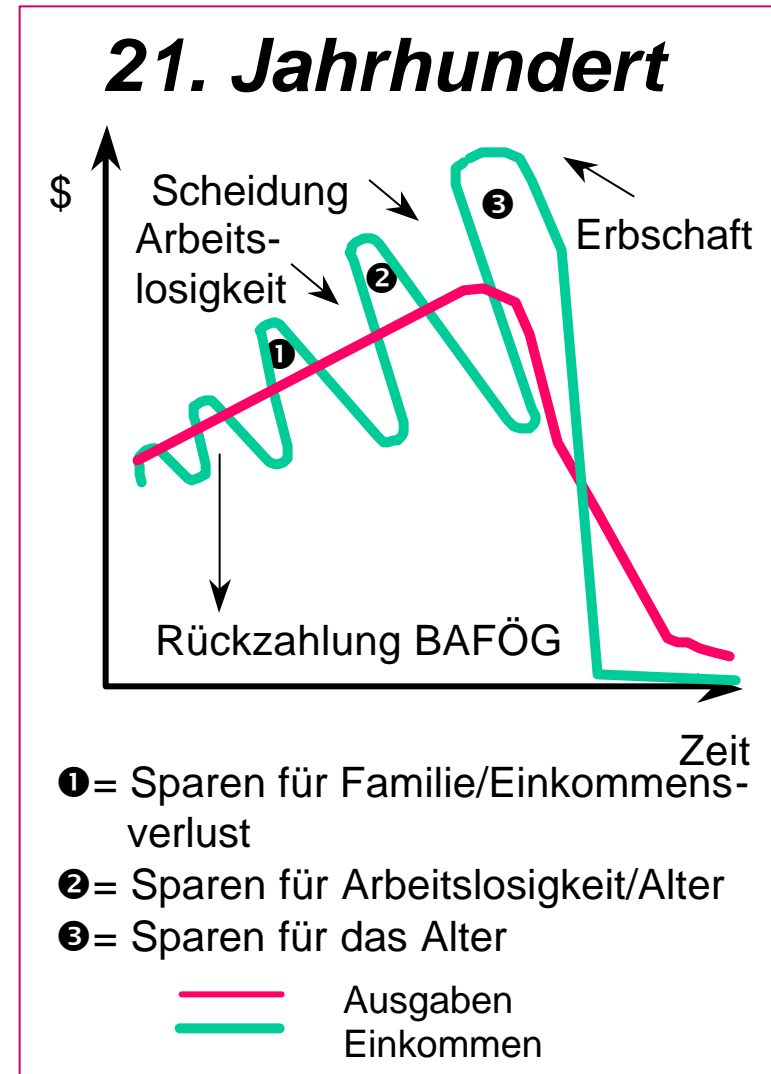 21. Jahrhundert
$
Scheidung
Arbeits-
losigkeit
Erbschaft
❶
❷
❸
Rückzahlung BAFÖG
Zeit
❶= Sparen für Familie/Einkommens-
verlust
❷= Sparen für Arbeitslosigkeit/Alter
❸= Sparen für das Alter
Ausgaben
Einkommen